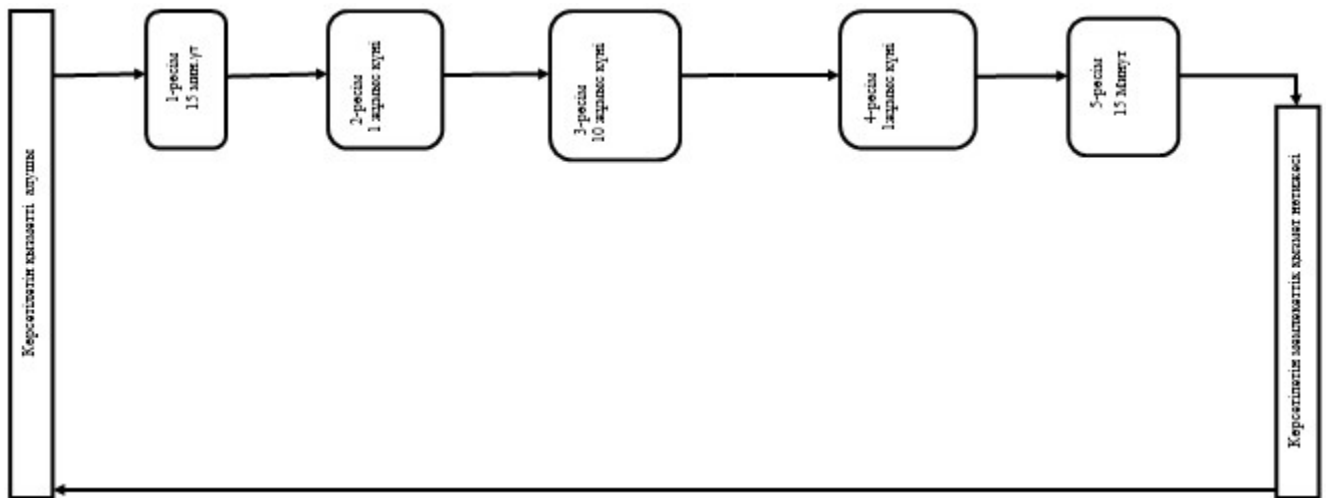 Көрсетілетін қызметті алушы
1-рәсім
15 минут
2-рәсім
1 жұмыс күні
3-рәсім
10 жұмыс күні
4-рәсім
1жұмыс күні
5-рәсім
15 Минут
Көрсетілетін мемлекеттік қызмет нәтижесі